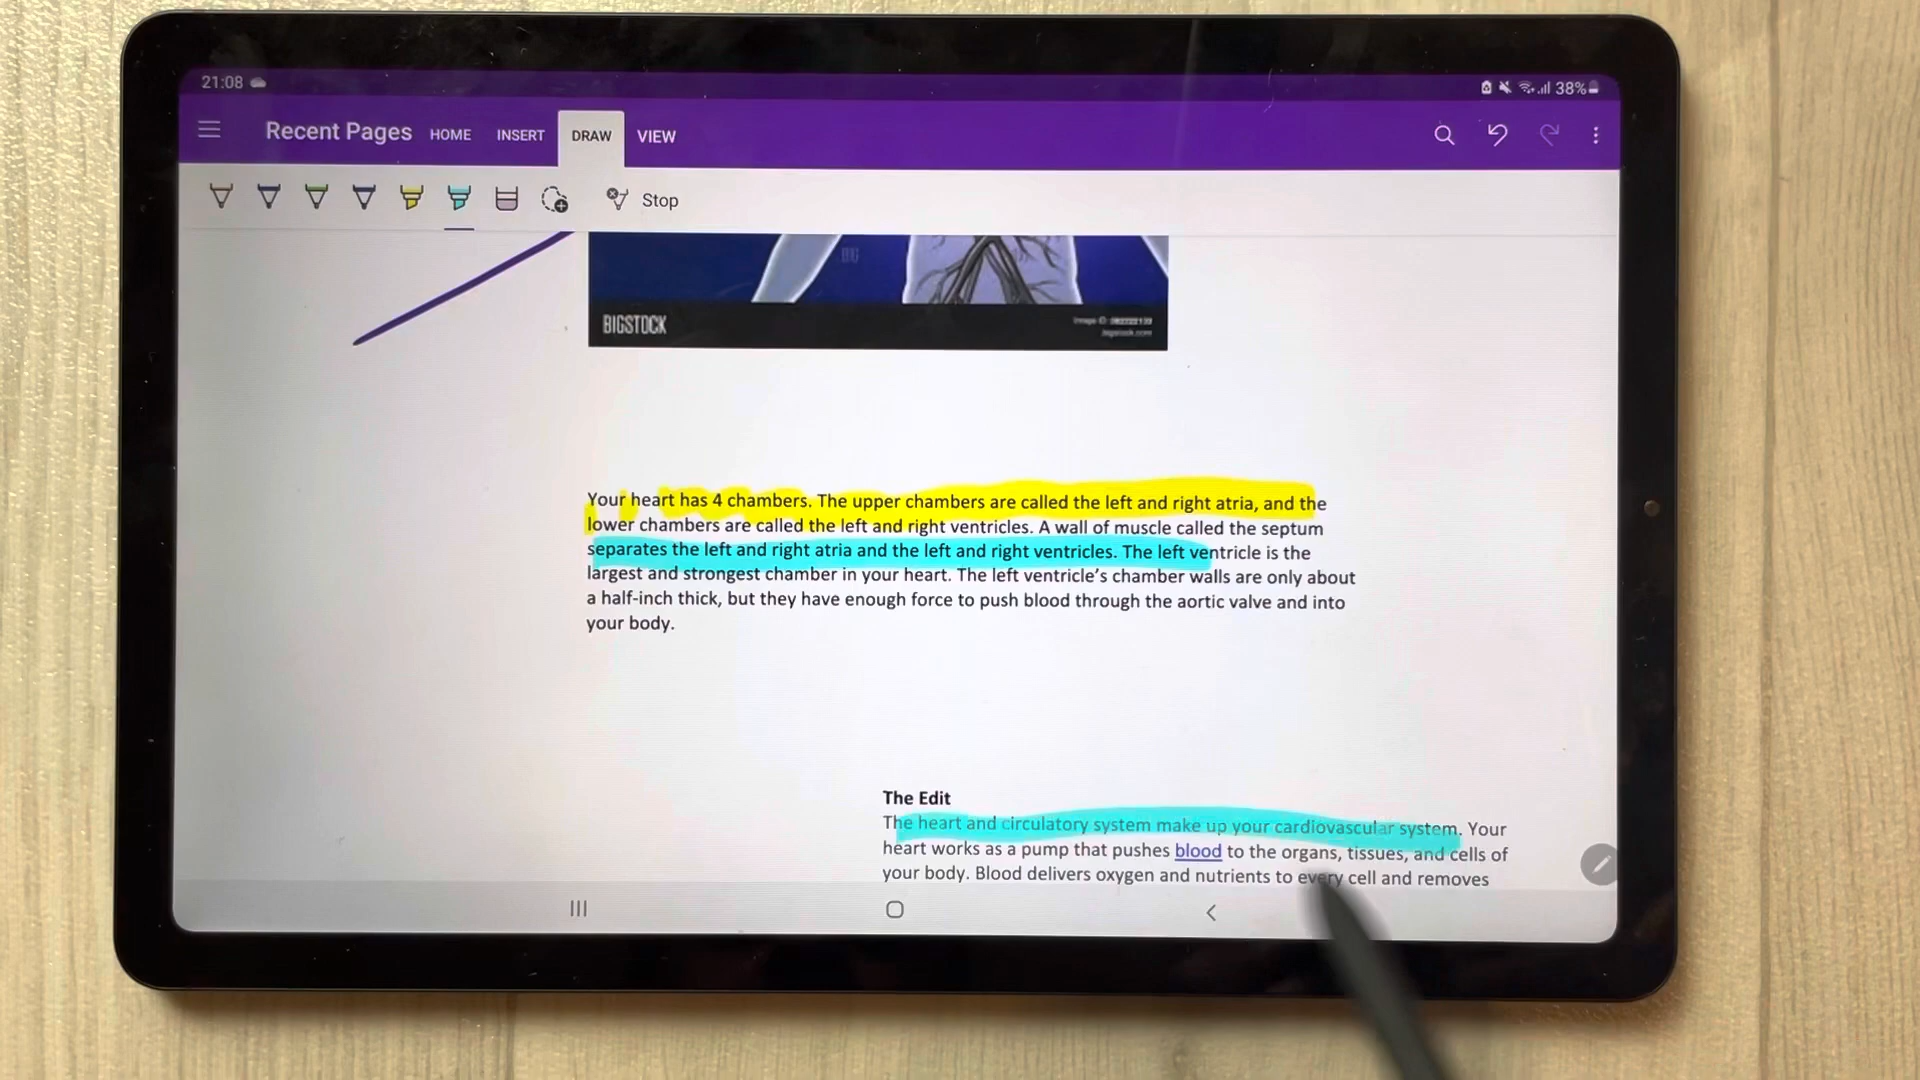 21:08
38%
Recent Pages HOME INSERT DRAW VIEW
Stop
BIG
BIGSTOCK
Image ID:
bigstock.com
Your heart has 4 chambers. The upper chambers are called the left and right atria, and the
lower chambers are called the left and right ventricles. A wall of muscle called the septum
separates the left and right atria and the left and right ventricles. The left ventricle is the
largest and strongest chamber in your heart. The left ventricle’s chamber walls are only about
a half-inch thick, but they have enough force to push blood through the aortic valve and into
your body.
The Edit
The heart and circulatory system make up your cardiovascular system. Your
heart works as a pump that pushes blood to the organs, tissues, and cells of
your body. Blood delivers oxygen and nutrients to every cell and removes